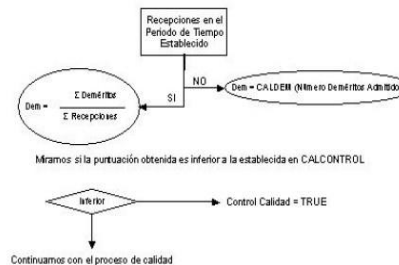 Recepciones en el
Periodo de Tiempo
Establecido
NO
SI
Dem =
Σ Deméritos
Σ Recepciones
Dem = CALDEM (Número Deméritos Admitido
Miramos si la puntuación obtenida es inferior a la establecida en CALCONTROL
Inferior
Control Calidad = TRUE
Continuamos con el proceso de calidad